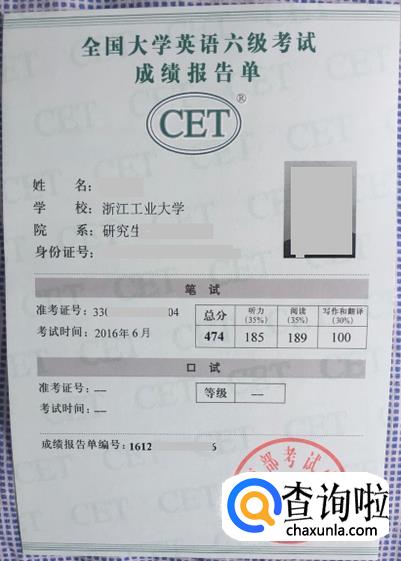 全国大学英语六级考试
成绩报告单
CET®
姓 名:
学 校: 浙江工业大学
院 系: 研究生
身份证号:
笔 试
准考证号: 330 04
考试时间: 2016年6月
总分 听力(35%) 阅读(35%) 写作和翻译(30%)
474 185 189 100
口 试
准考证号: —
考试时间: —
等级 —
成绩报告单编号: 1612 6
部考试
查询啦
chaxunla.com